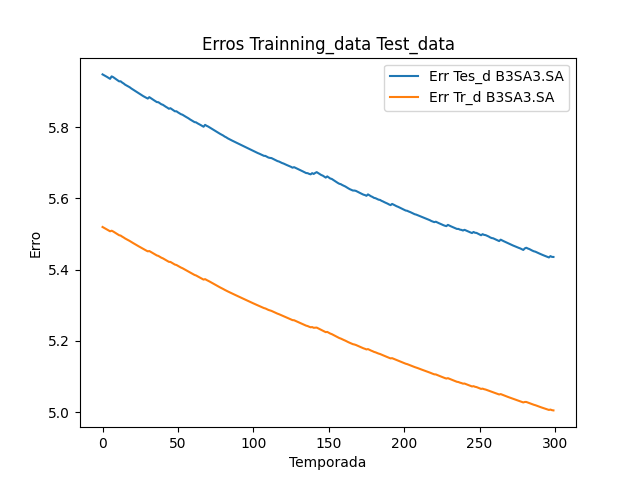 Erros Trainning_data Test_data
Err Tes_d B3SA3.SA
Err Tr_d B3SA3.SA
Erro
5.8
5.6
5.4
5.2
5.0
0 50 100 150 200 250 300
Temporada